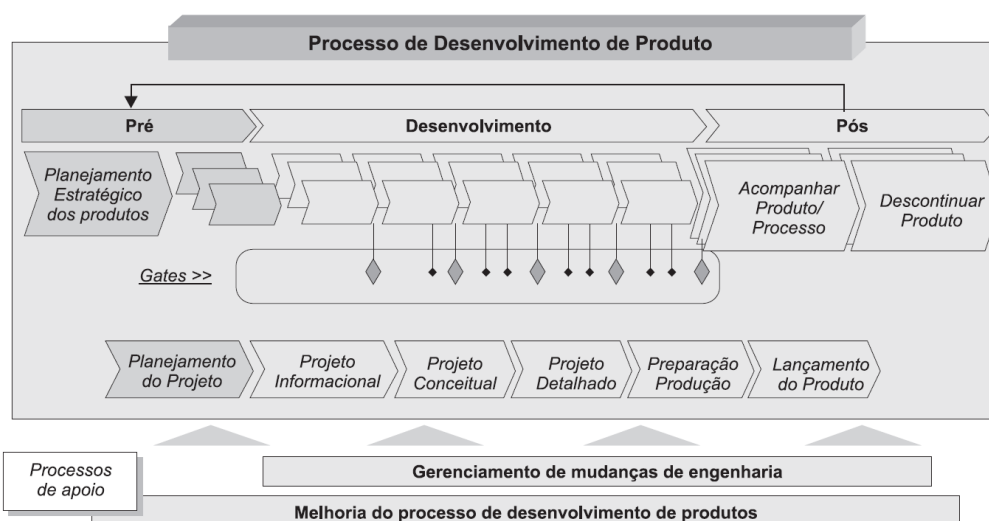 Processo de Desenvolvimento de Produto
Pré
Desenvolvimento
Pós
Planejamento
Estratégico
dos produtos
Acompanhar
Produto/
Processo
Descontinuar
Produto
Gates >>
Planejamento
do Projeto
Projeto
Informacional
Projeto
Conceitual
Projeto
Detalhado
Preparação
Produção
Lançamento
do Produto
Processos
de apoio
Gerenciamento de mudanças de engenharia
Melhoria do processo de desenvolvimento de produtos